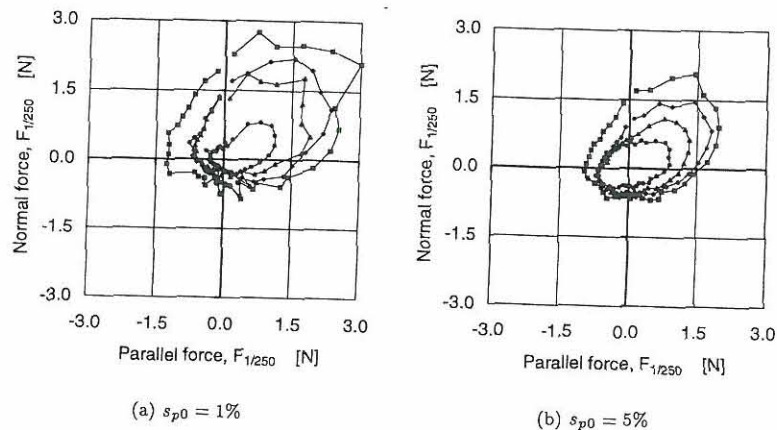 3.0
1.5
0.0
-1.5
-3.0
Normal force, F1/250 [N]
-3.0 -1.5 0.0 1.5 3.0
Parallel force, F1/250 [N]
(a) sp0 = 1%
3.0
1.5
0.0
-1.5
-3.0
Normal force, F1/250 [N]
-3.0 -1.5 0.0 1.5 3.0
Parallel force, F1/250 [N]
(b) sp0 = 5%